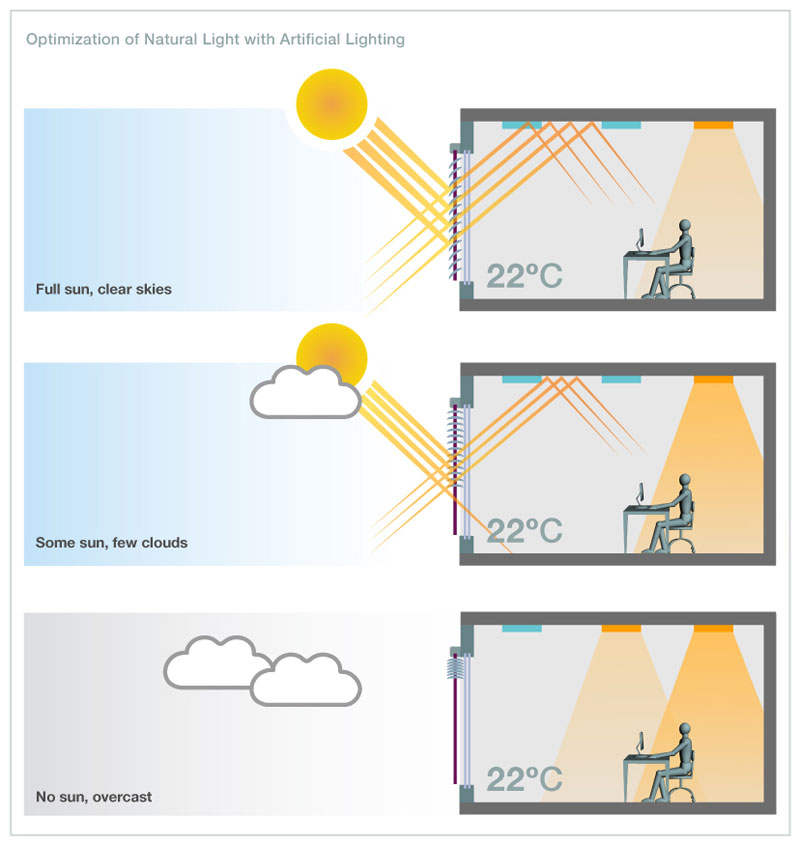 Optimization of Natural Light with Artificial Lighting
22ºC
Full sun, clear skies
22ºC
Some sun, few clouds
22ºC
No sun, overcast